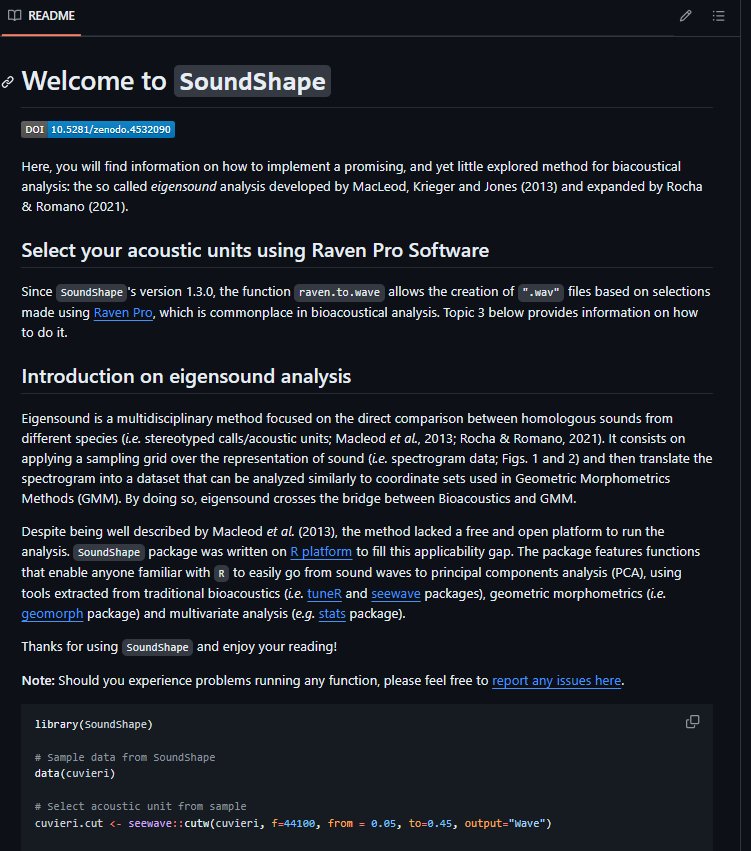 README
Welcome to SoundShape
DOI 10.5281/zenodo.4532090
Here, you will find information on how to implement a promising, and yet little explored method for biacoustical
analysis: the so called eigensound analysis developed by MacLeod, Krieger and Jones (2013) and expanded by Rocha
& Romano (2021).
Select your acoustic units using Raven Pro Software
Since SoundShape's version 1.3.0, the function raven.to.wave allows the creation of ".wav" files based on selections
made using Raven Pro, which is commonplace in bioacoustical analysis. Topic 3 below provides information on how
to do it.
Introduction on eigensound analysis
Eigensound is a multidisciplinary method focused on the direct comparison between homologous sounds from
different species (i.e. stereotyped calls/acoustic units; Macleod et al., 2013; Rocha & Romano, 2021). It consists on
applying a sampling grid over the representation of sound (i.e. spectrogram data; Figs. 1 and 2) and then translate the
spectrogram into a dataset that can be analyzed similarly to coordinate sets used in Geometric Morphometrics
Methods (GMM). By doing so, eigensound crosses the bridge between Bioacoustics and GMM.
Despite being well described by Macleod et al. (2013), the method lacked a free and open platform to run the
analysis. SoundShape package was written on R platform to fill this applicability gap. The package features functions
that enable anyone familiar with R to easily go from sound waves to principal components analysis (PCA), using
tools extracted from traditional bioacoustics (i.e. tuneR and seewave packages), geometric morphometrics (i.e.
geomorph package) and multivariate analysis (e.g. stats package).
Thanks for using SoundShape and enjoy your reading!
Note: Should you experience problems running any function, please feel free to report any issues here.
library(SoundShape)
# Sample data from SoundShape
data(cuvieri)
# Select acoustic unit from sample
cuvieri.cut <- seewave::cutw(cuvieri, f=44100, from = 0.05, to=0.45, output="Wave")